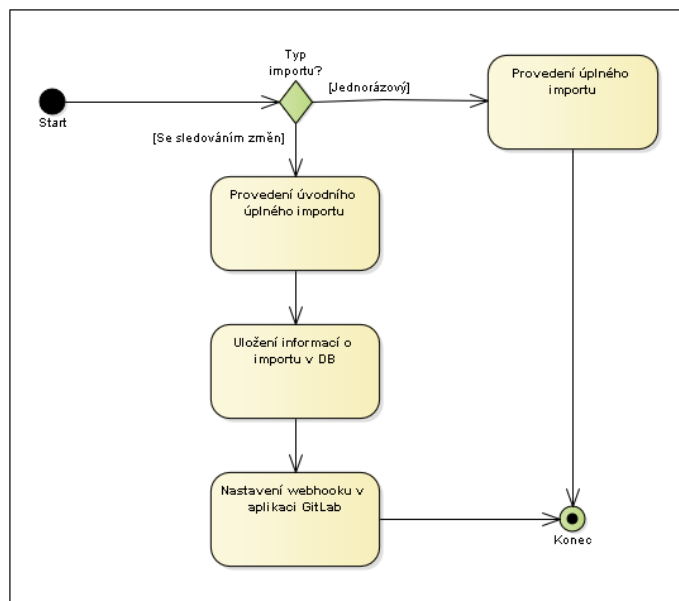 Typ
importu?
Start
[Jednorázový]
Provedení úplného
importu
[Se sledováním změn]
Provedení úvodního
úplného importu
Uložení informací o
importu v DB
Nastavení webhooku v
aplikaci GitLab
Konec